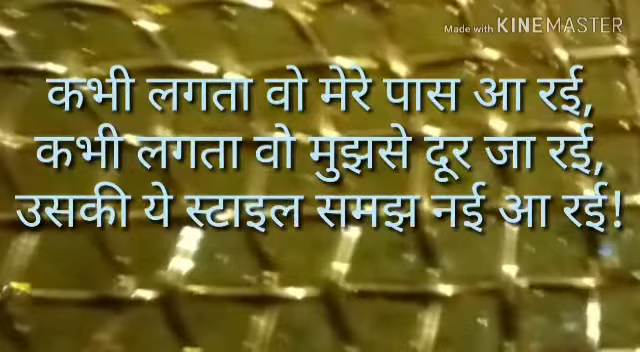 Made with KINEMASTER
कभी लगता वो मेरे पास आ रई,
कभी लगता वो मुझसे दूर जा रई,
उसकी ये स्टाइल समझ नई आ रई!